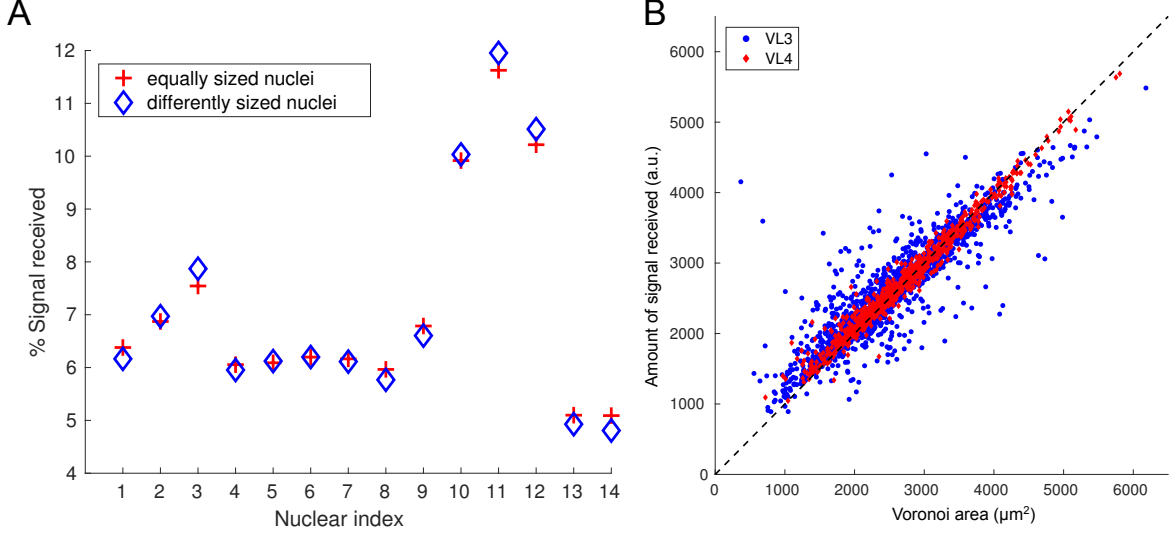 A
12
11
10
9
8
7
6
5
4
% Signal received
equally sized nuclei
differently sized nuclei
1 2 3 4 5 6 7 8 9 10 11 12 13 14
Nuclear index
B
6000
5000
4000
3000
2000
1000
0
Amount of signal received (a.u.)
VL3
VL4
0 1000 2000 3000 4000 5000 6000
Voronoi area (µm²)